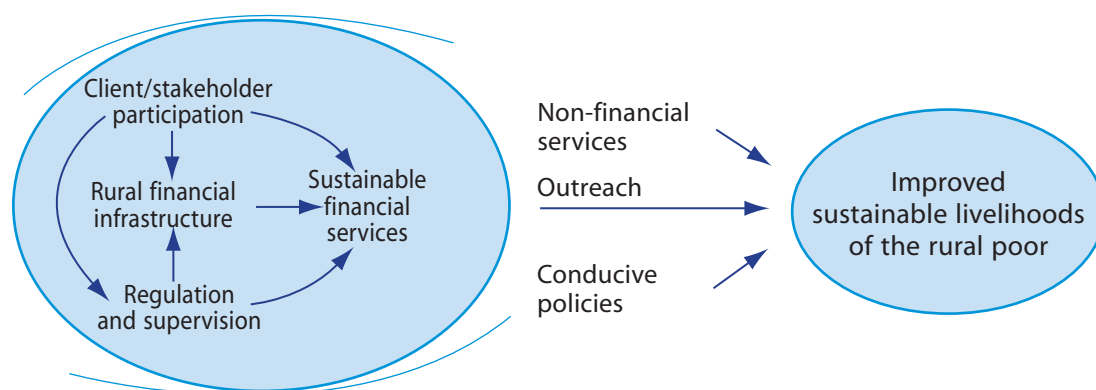 Client/stakeholder
participation
Rural financial
infrastructure
Sustainable
financial
services
Regulation
and supervision
Non-financial
services
Outreach
Conducive
policies
Improved
sustainable livelihoods
of the rural poor